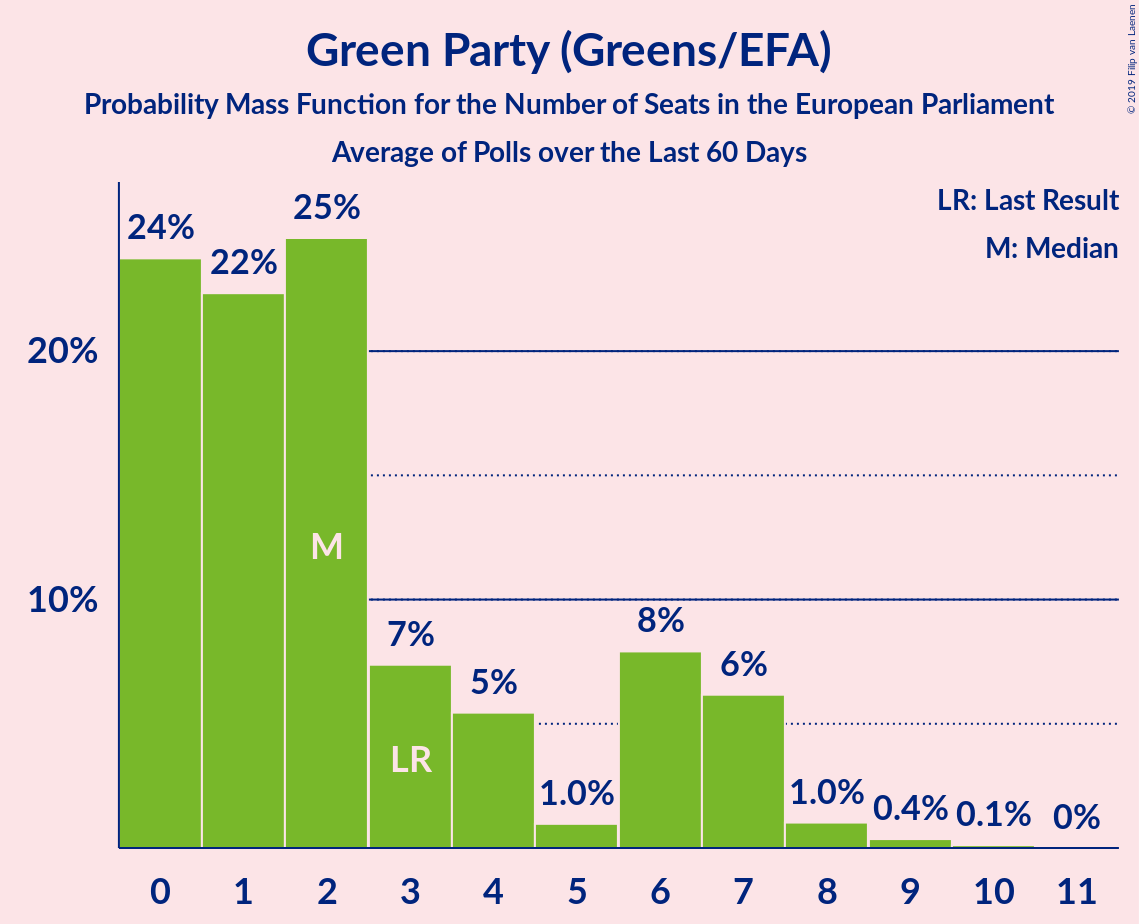 Green Party (Greens/EFA)
Probability Mass Function for the Number of Seats in the European Parliament
Average of Polls over the Last 60 Days
© 2019 Filip van Laenen
LR: Last Result
M: Median
24%
22%
25%
7%
5%
1.0%
8%
6%
1.0%
0.4%
0.1%
0%
20%
10%
M
LR
0 1 2 3 4 5 6 7 8 9 10 11